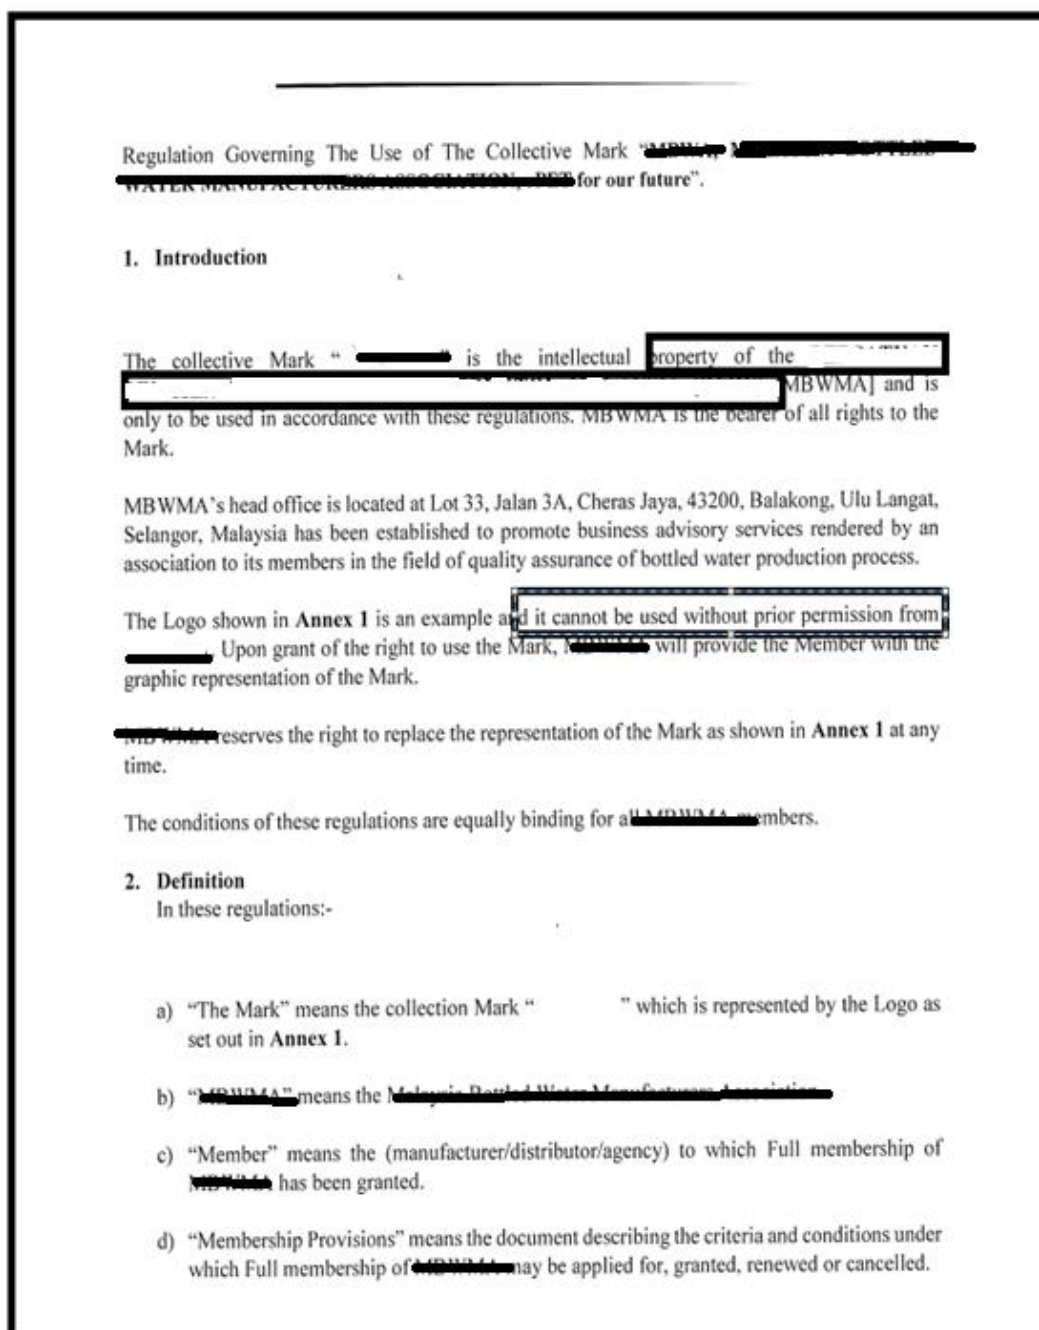 Regulation Governing The Use of The Collective Mark “
for our future”.
1. Introduction
The collective Mark “ ” is the intellectual property of the
MBWMA] and is
only to be used in accordance with these regulations. MBWMA is the bearer of all rights to the
Mark.
MBWMA’s head office is located at Lot 33, Jalan 3A, Cheras Jaya, 43200, Balakong, Ulu Langat,
Selangor, Malaysia has been established to promote business advisory services rendered by an
association to its members in the field of quality assurance of bottled water production process.
The Logo shown in Annex 1 is an example and it cannot be used without prior permission from
Upon grant of the right to use the Mark, will provide the Member with the
graphic representation of the Mark.
reserves the right to replace the representation of the Mark as shown in Annex 1 at any
time.
The conditions of these regulations are equally binding for all members.
2. Definition
In these regulations:-
a) “The Mark” means the collection Mark “ ” which is represented by the Logo as
set out in Annex 1.
b) “ ” means the
c) “Member” means the (manufacturer/distributor/agency) to which Full membership of
has been granted.
d) “Membership Provisions” means the document describing the criteria and conditions under
which Full membership of may be applied for, granted, renewed or cancelled.